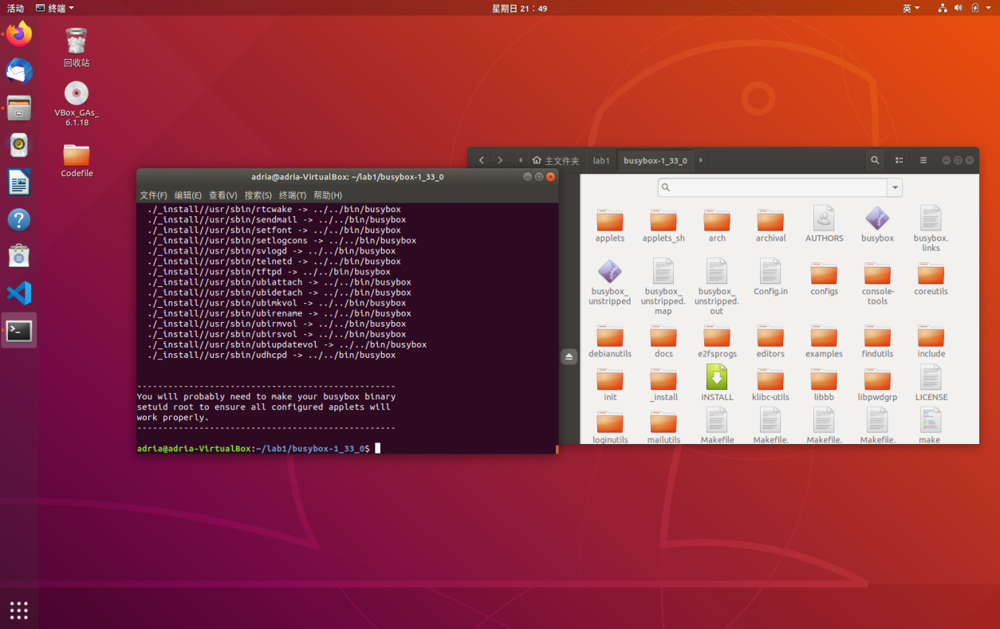 活动 终端 星期日 21：49 英
回收站
VBox_GAs_
6.1.18
Codefile
adria@adria-VirtualBox: ~/lab1/busybox-1_33_0
文件(F) 编辑(E) 查看(V) 搜索(S) 终端(T) 帮助(H)
./_install//usr/sbin/rtcwake -> ../../bin/busybox
./_install//usr/sbin/sendmail -> ../../bin/busybox
./_install//usr/sbin/setfont -> ../../bin/busybox
./_install//usr/sbin/setlogcons -> ../../bin/busybox
./_install//usr/sbin/svlogd -> ../../bin/busybox
./_install//usr/sbin/telnetd -> ../../bin/busybox
./_install//usr/sbin/tftpd -> ../../bin/busybox
./_install//usr/sbin/ubiattach -> ../../bin/busybox
./_install//usr/sbin/ubidetach -> ../../bin/busybox
./_install//usr/sbin/ubimkvol -> ../../bin/busybox
./_install//usr/sbin/ubirename -> ../../bin/busybox
./_install//usr/sbin/ubirmvol -> ../../bin/busybox
./_install//usr/sbin/ubirsvol -> ../../bin/busybox
./_install//usr/sbin/ubiupdatevol -> ../../bin/busybox
./_install//usr/sbin/udhcpd -> ../../bin/busybox
--------------------------------------------------
You will probably need to make your busybox binary
setuid root to ensure all configured applets will
work properly.
--------------------------------------------------
adria@adria-VirtualBox:~/lab1/busybox-1_33_0$
主文件夹 lab1 busybox-1_33_0
applets applets_sh arch archival AUTHORS busybox busybox.
links
busybox_ busybox_ busybox_ Config.in configs console- coreutils
unstripped unstripped. unstripped. tools
map out
debianutils docs e2fsprogs editors examples findutils include
init _install INSTALL klibc-utils libbb libpwdgrp LICENSE
loginutils mailutils Makefile Makefile. Makefile. Makefile. make